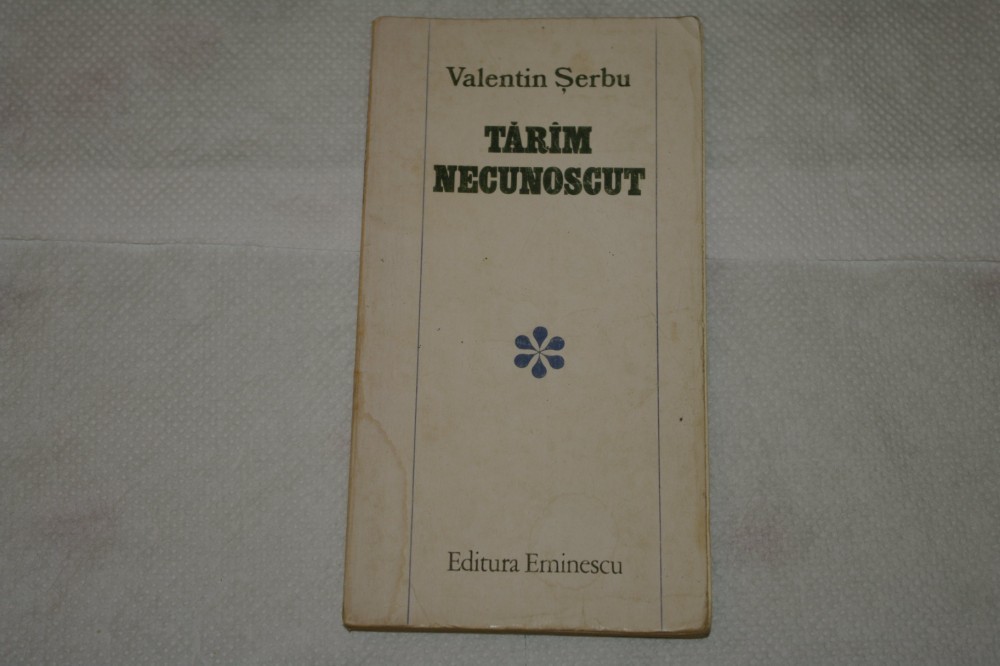 Valentin Șerbu
TĂRÎM
NECUNOSCUT
Editura Eminescu